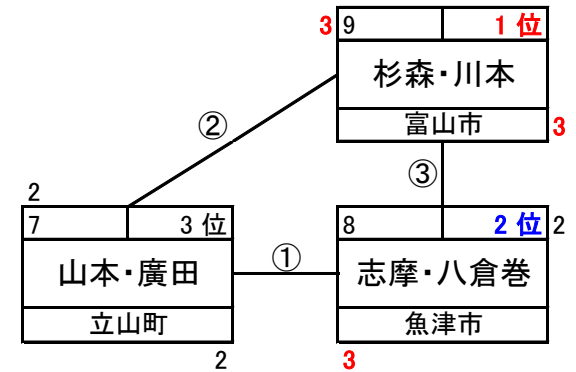 3 9 1位
杉森・川本
富山市 3
②
③
2
7 3位
山本・廣田
立山町
2
①
8 2位 2
志摩・八倉巻
魚津市
3